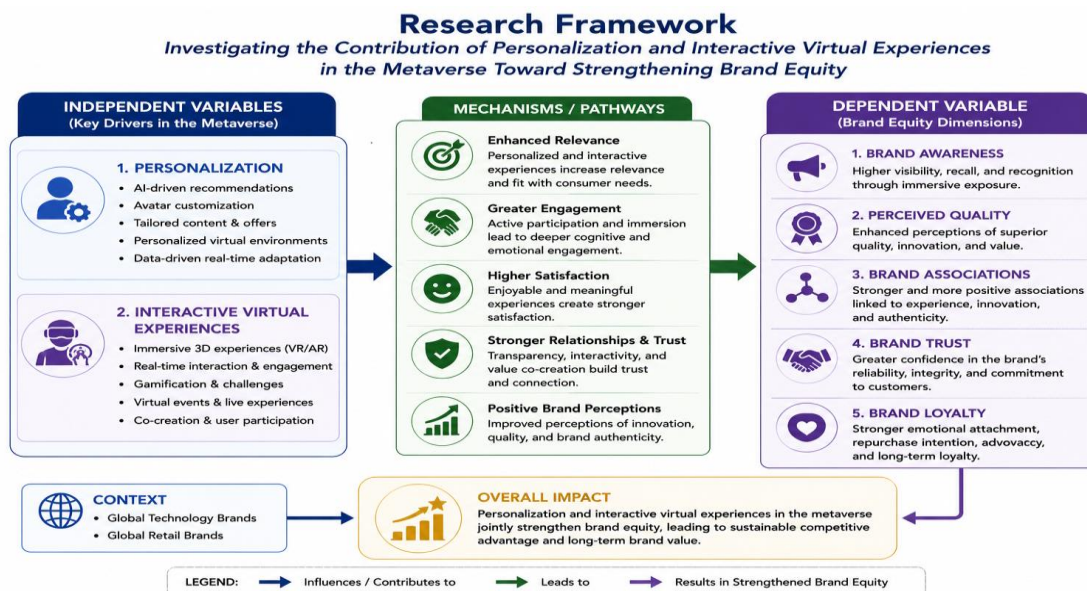 Research Framework
Investigating the Contribution of Personalization and Interactive Virtual Experiences
in the Metaverse Toward Strengthening Brand Equity
INDEPENDENT VARIABLES
(Key Drivers in the Metaverse)
1. PERSONALIZATION
• AI-driven recommendations
• Avatar customization
• Tailored content & offers
• Personalized virtual environments
• Data-driven real-time adaptation
2. INTERACTIVE VIRTUAL
EXPERIENCES
• Immersive 3D experiences (VR/AR)
• Real-time interaction & engagement
• Gamification & challenges
• Virtual events & live experiences
• Co-creation & user participation
MECHANISMS / PATHWAYS
Enhanced Relevance
Personalized and interactive
experiences increase relevance
and fit with consumer needs.
Greater Engagement
Active participation and immersion
lead to deeper cognitive and
emotional engagement.
Higher Satisfaction
Enjoyable and meaningful
experiences create stronger
satisfaction.
Stronger Relationships & Trust
Transparency, interactivity, and
value co-creation build trust
and connection.
Positive Brand Perceptions
Improved perceptions of innovation,
quality, and brand authenticity.
DEPENDENT VARIABLE
(Brand Equity Dimensions)
1. BRAND AWARENESS
Higher visibility, recall, and recognition
through immersive exposure.
2. PERCEIVED QUALITY
Enhanced perceptions of superior
quality, innovation, and value.
3. BRAND ASSOCIATIONS
Stronger and more positive associations
linked to experience, innovation,
and authenticity.
4. BRAND TRUST
Greater confidence in the brand's
reliability, integrity, and commitment
to customers.
5. BRAND LOYALTY
Stronger emotional attachment,
repurchase intention, advovaccy,
and long-term loyalty.
CONTEXT
• Global Technology Brands
• Global Retail Brands
OVERALL IMPACT
Personalization and interactive virtual experiences in the metaverse
jointly strengthen brand equity, leading to sustainable competitive
advantage and long-term brand value.
LEGEND: Influences / Contributes to Leads to Results in Strengthened Brand Equity